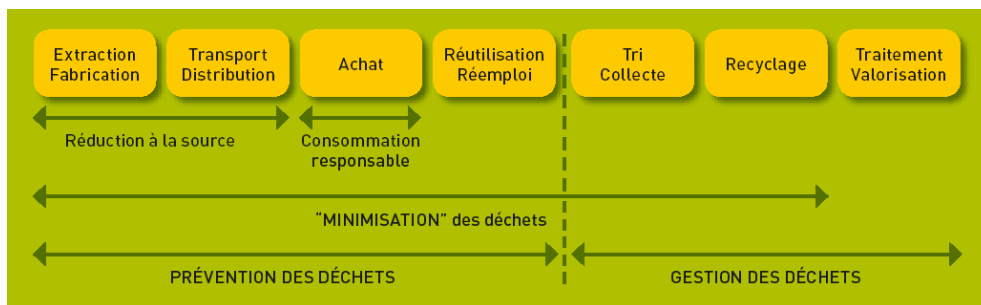 Extraction
Fabrication
Transport
Distribution
Achat
Réutilisation
Réemploi
Tri
Collecte
Recyclage
Traitement
Valorisation
Réduction à la source
Consommation
responsable
“MINIMISATION” des déchets
PRÉVENTION DES DÉCHETS
GESTION DES DÉCHETS